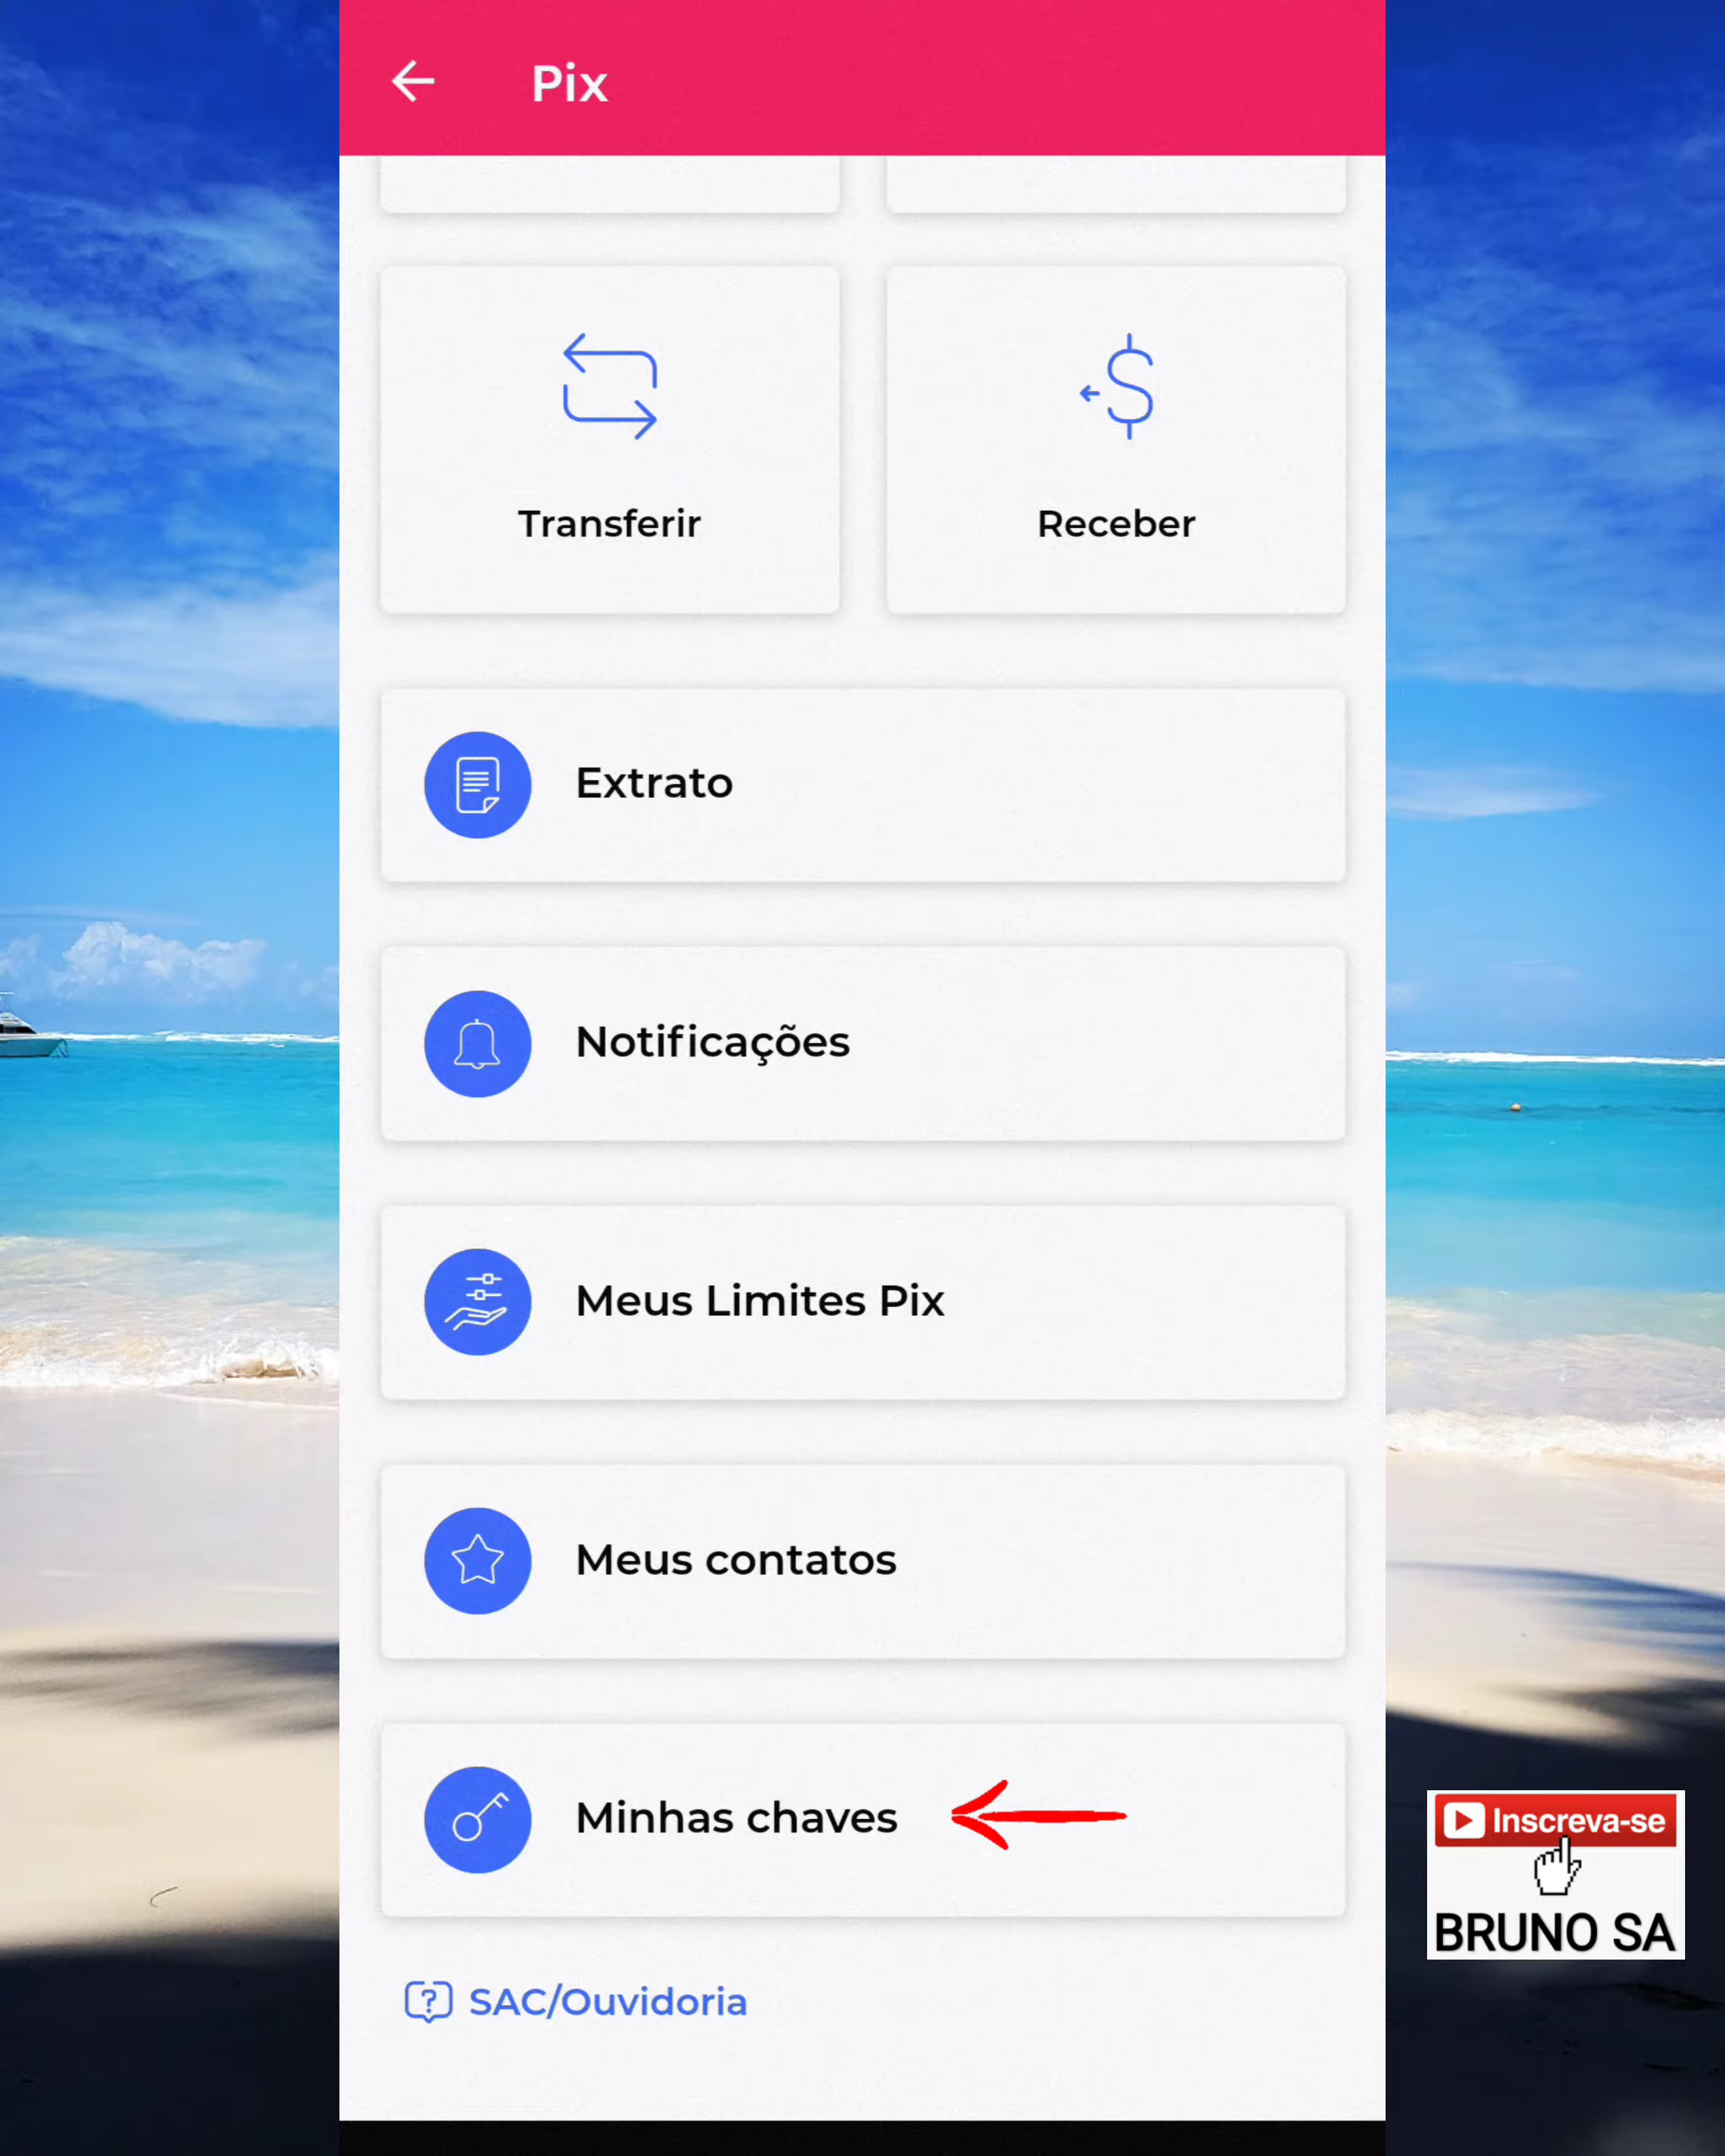 Pix
Transferir
Receber
Extrato
Notificações
Meus Limites Pix
Meus contatos
Minhas chaves
Inscreva-se
BRUNO SA
SAC/Ouvidoria